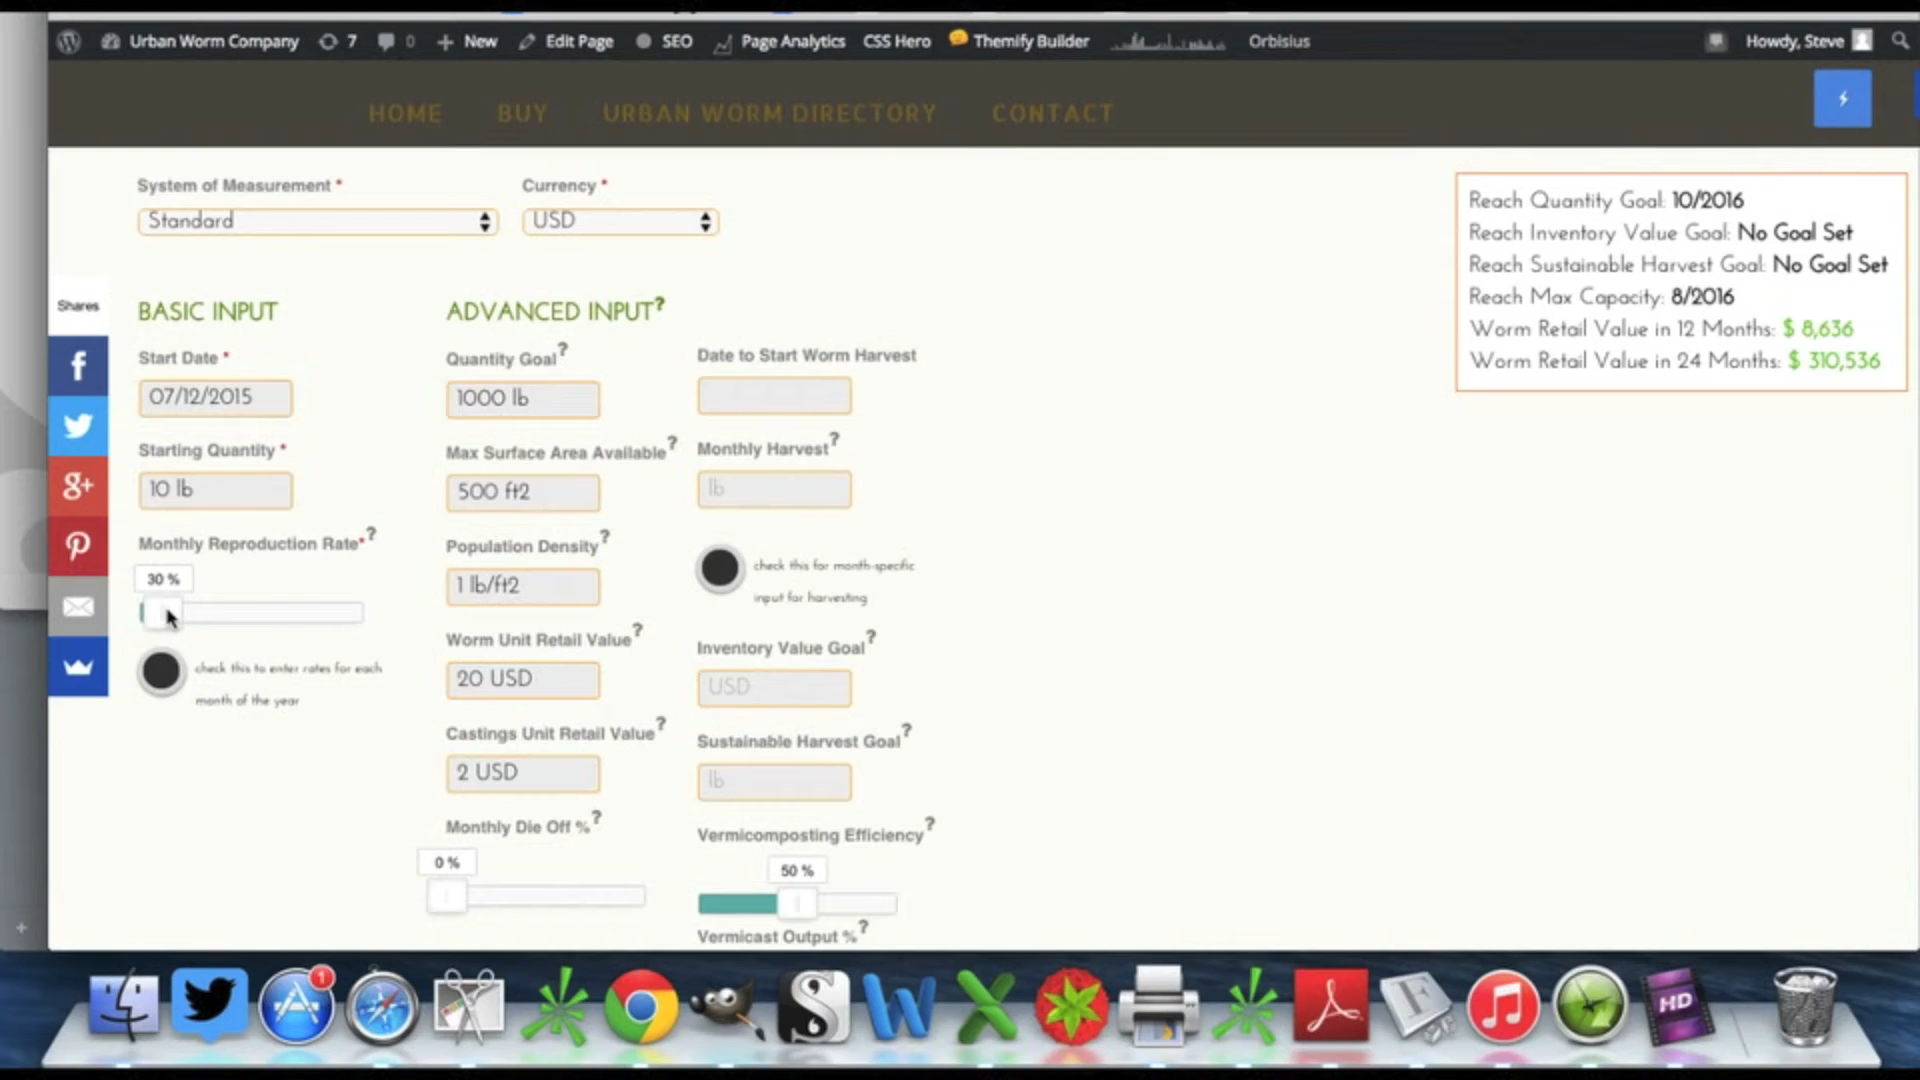 Urban Worm Company 7 0 New Edit Page SEO Page Analytics CSS Hero Themify Builder Orbisius Howdy, Steve
HOME BUY URBAN WORM DIRECTORY CONTACT
System of Measurement *
Standard
Currency *
USD
Reach Quantity Goal: 10/2016
Reach Inventory Value Goal: No Goal Set
Reach Sustainable Harvest Goal: No Goal Set
Reach Max Capacity: 8/2016
Worm Retail Value in 12 Months: $ 8,636
Worm Retail Value in 24 Months: $ 310,536
Shares
f
g+
BASIC INPUT
Start Date *
07/12/2015
Starting Quantity *
10 lb
Monthly Reproduction Rate*?
30 %
check this to enter rates for each
month of the year
ADVANCED INPUT?
Quantity Goal?
1000 lb
Max Surface Area Available?
500 ft2
Population Density?
1 lb/ft2
Worm Unit Retail Value?
20 USD
Castings Unit Retail Value?
2 USD
Monthly Die Off %?
0 %
Date to Start Worm Harvest
Monthly Harvest?
lb
check this for month-specific
input for harvesting
Inventory Value Goal?
USD
Sustainable Harvest Goal?
lb
Vermicomposting Efficiency?
50 %
Vermicast Output %?
1
S
W
X
F
HD